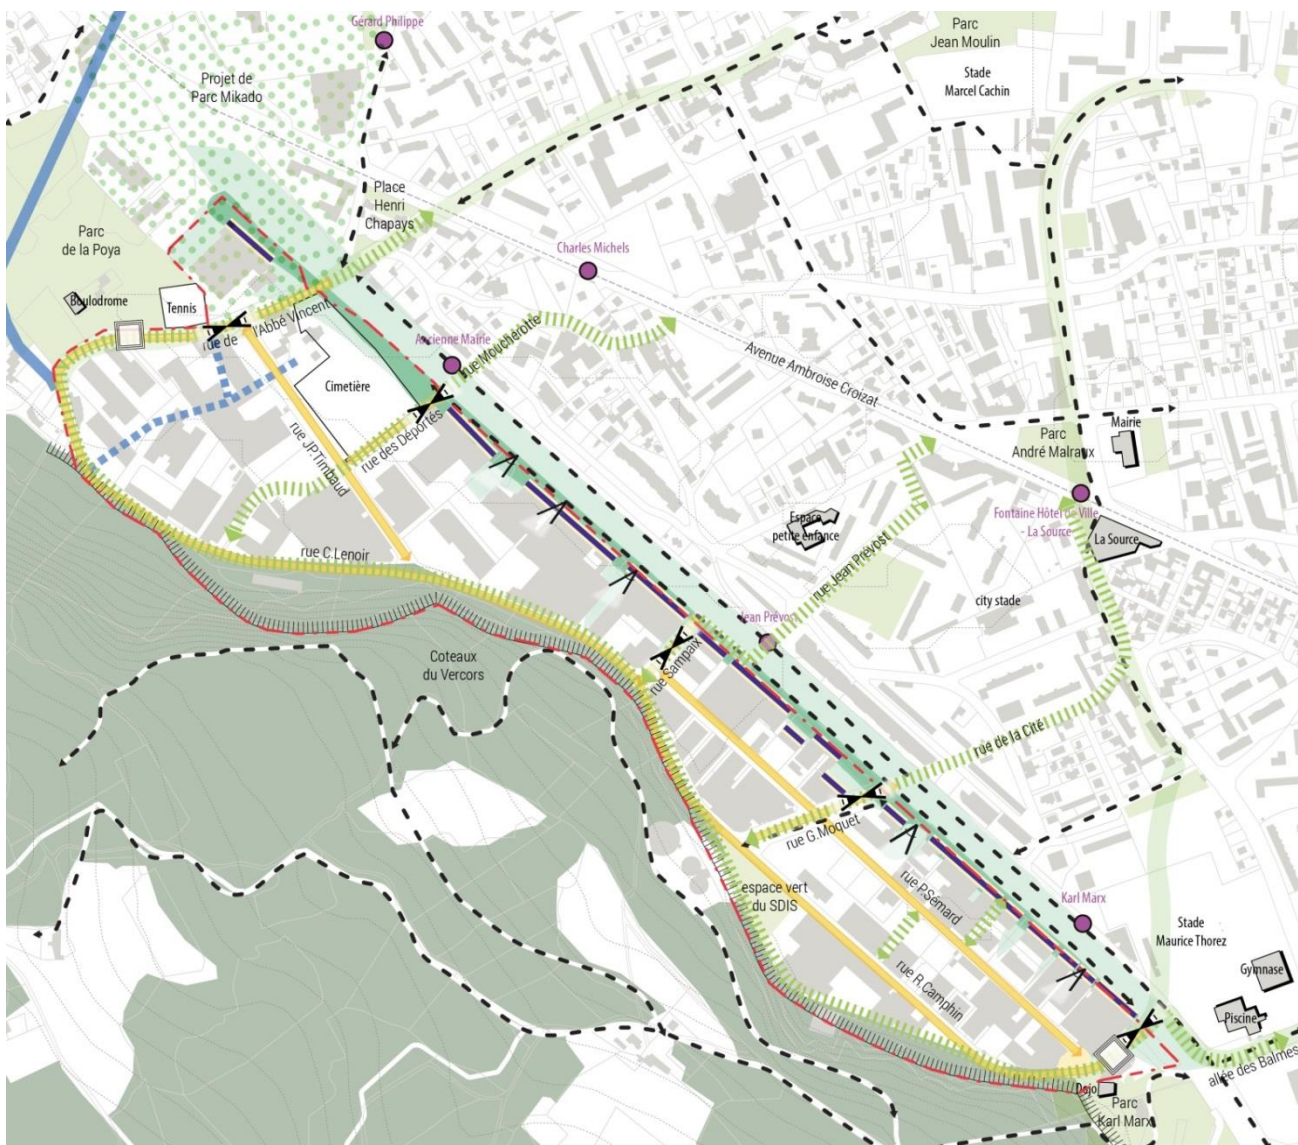 Gérard Philippe
Parc
Jean Moulin
Projet de
Parc Mikado
Stade
Marcel Cachin
Place
Henri
Chapays
Parc
de la Poya
Charles Michels
Boulodrome
Tennis
rue de l'Abbé Vincent
Ancienne Mairie
rue Moucherotte
Avenue Ambroise Croizat
Cimetière
rue des Déportés
rue JP.Timbaud
Parc
André Malraux
Mairie
Fontaine Hôtel de Ville
- La Source
La Source
Espace
petite enfance
rue C.Lenoir
rue Jean Prévost
city stade
Jean Prévost
Coteaux
du Vercors
rue Sampaix
rue de la Cité
rue G.Moquet
espace vert
du SDIS
rue P.Sémard
rue R.Camphin
Karl Marx
Stade
Maurice Thorez
Gymnase
Piscine
allée des Balmes
Dojo
Parc
Karl Marx